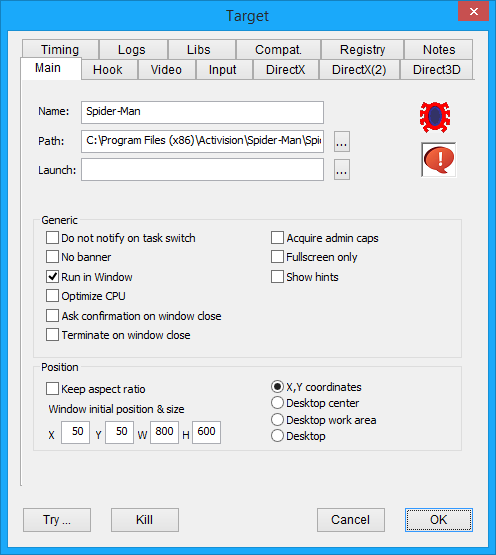 Target
Timing Logs Libs Compat. Registry Notes
Main Hook Video Input DirectX DirectX(2) Direct3D
Name: Spider-Man
Path: C:\Program Files (x86)\Activision\Spider-Man\Spi ...
Launch: ...
Generic
Do not notify on task switch Acquire admin caps
No banner Fullscreen only
Run in Window Show hints
Optimize CPU
Ask confirmation on window close
Terminate on window close
Position
Keep aspect ratio X,Y coordinates
Window initial position & size Desktop center
Desktop work area
X 50 Y 50 W 800 H 600 Desktop
Try ... Kill Cancel OK